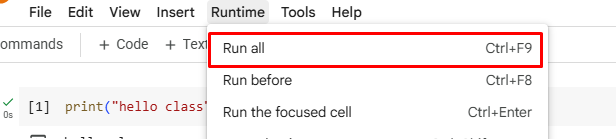 File Edit View Insert Runtime Tools Help
ommands + Code + Tex
Run all Ctrl+F9
Run before Ctrl+F8
[1] print("hello class"
0s
Run the focused cell Ctrl+Enter